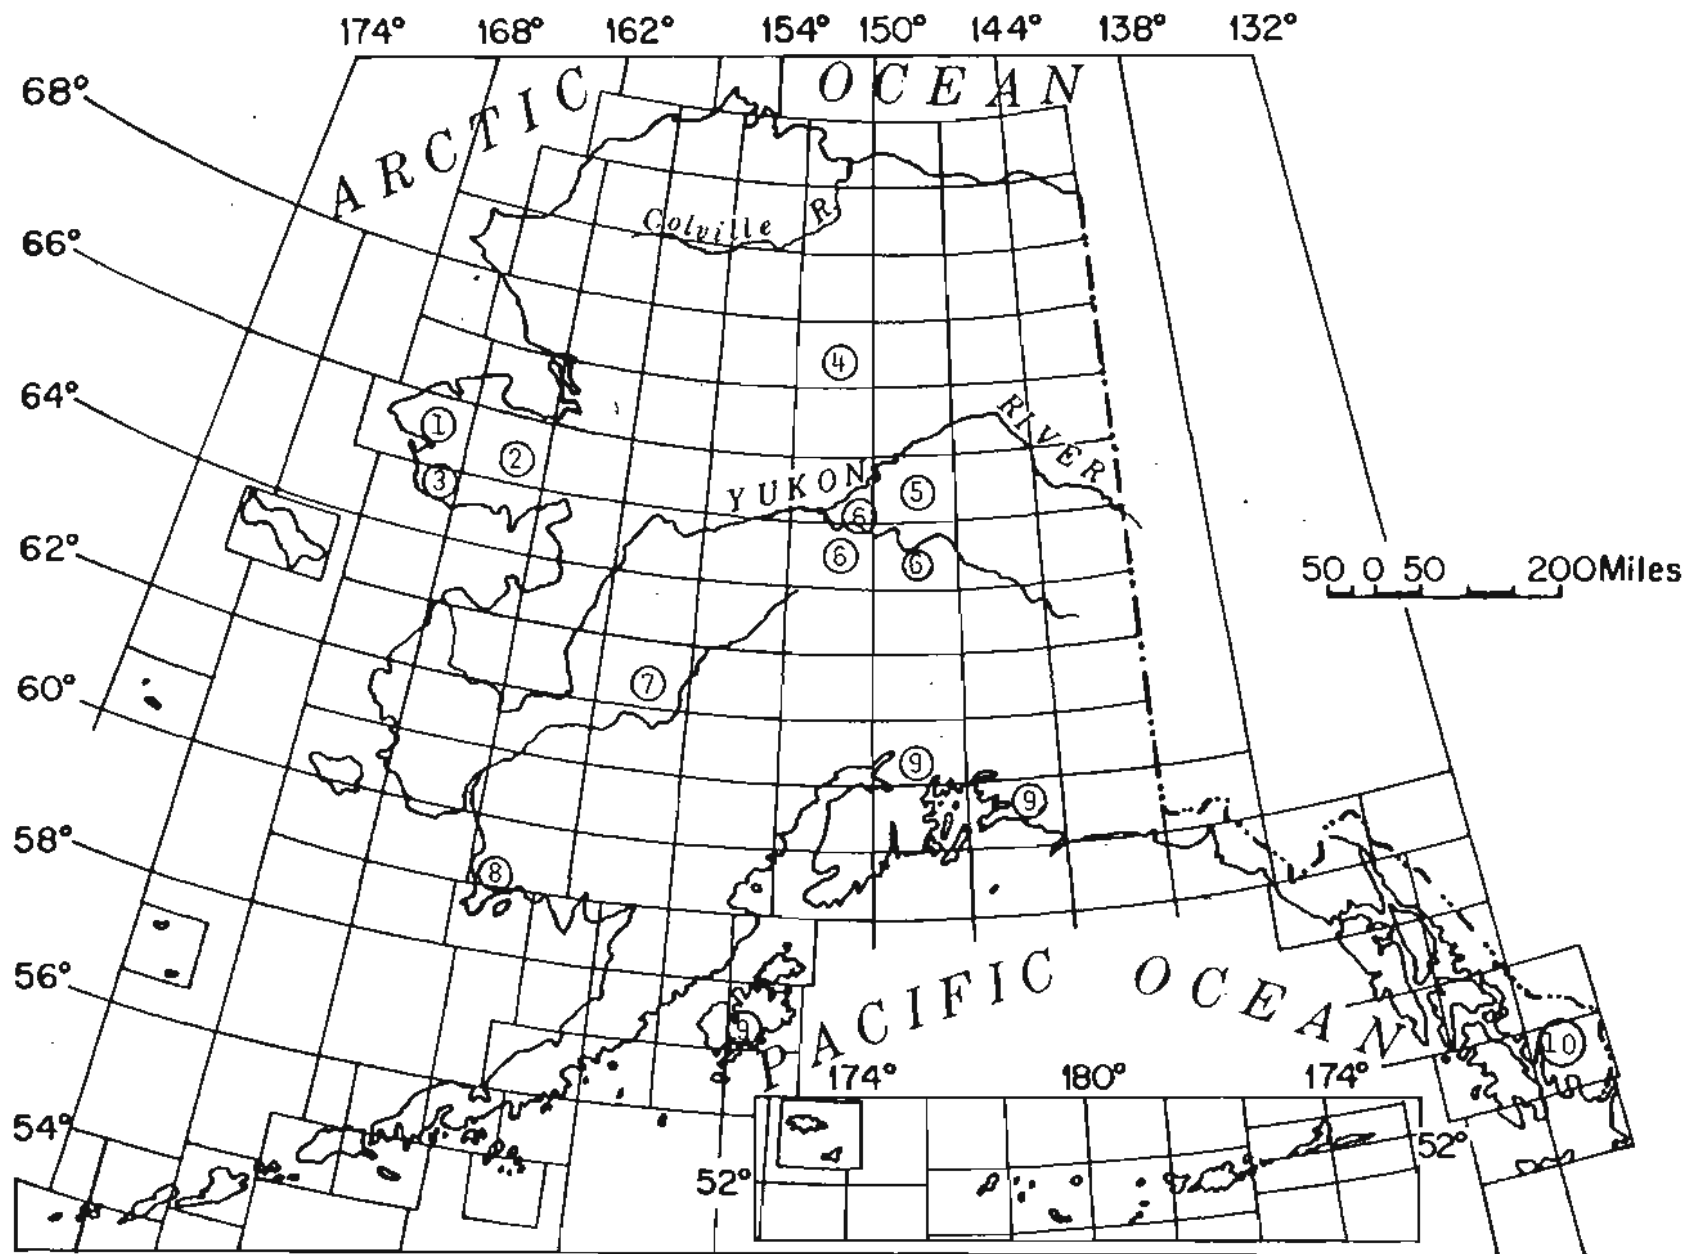 174° 168° 162° 154° 150° 144° 138° 132°
ARCTIC OCEAN
68°
Colville R.
66°
④
64°
① ② ③
YUKON RIVER
⑤
⑥
⑥ ⑥
62°
50 0 50 200 Miles
60°
⑦
⑨
⑨
58°
⑧
56°
PACIFIC OCEAN
⑨
⑩
174° 180° 174°
54°
52° 52°